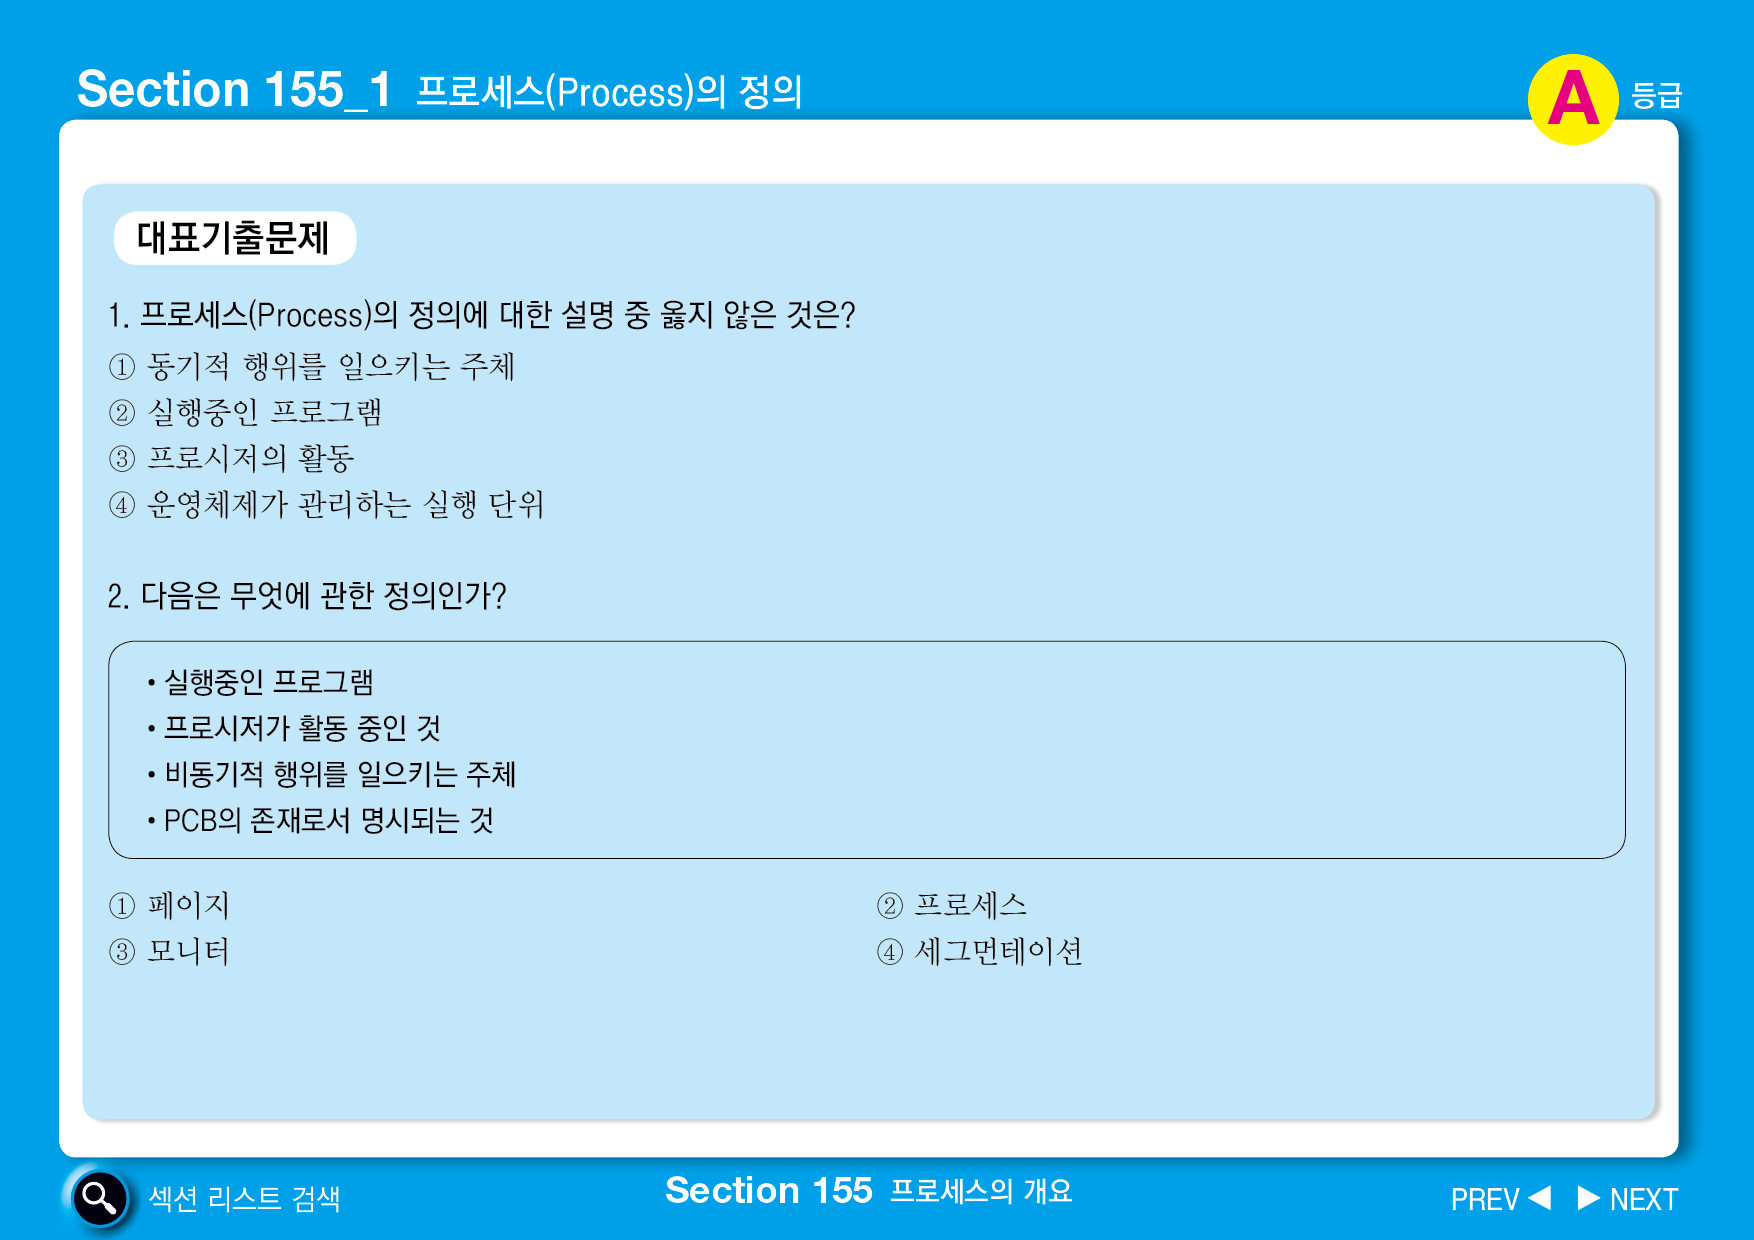 Section 155_1 프로세스(Process)의 정의
A 등급
대표기출문제
1. 프로세스(Process)의 정의에 대한 설명 중 옳지 않은 것은?
① 동기적 행위를 일으키는 주체
② 실행중인 프로그램
③ 프로시저의 활동
④ 운영체제가 관리하는 실행 단위
2. 다음은 무엇에 관한 정의인가?
• 실행중인 프로그램
• 프로시저가 활동 중인 것
• 비동기적 행위를 일으키는 주체
• PCB의 존재로서 명시되는 것
① 페이지 ② 프로세스
③ 모니터 ④ 세그먼테이션
섹션 리스트 검색
Section 155 프로세스의 개요
PREV ◀ ▶ NEXT